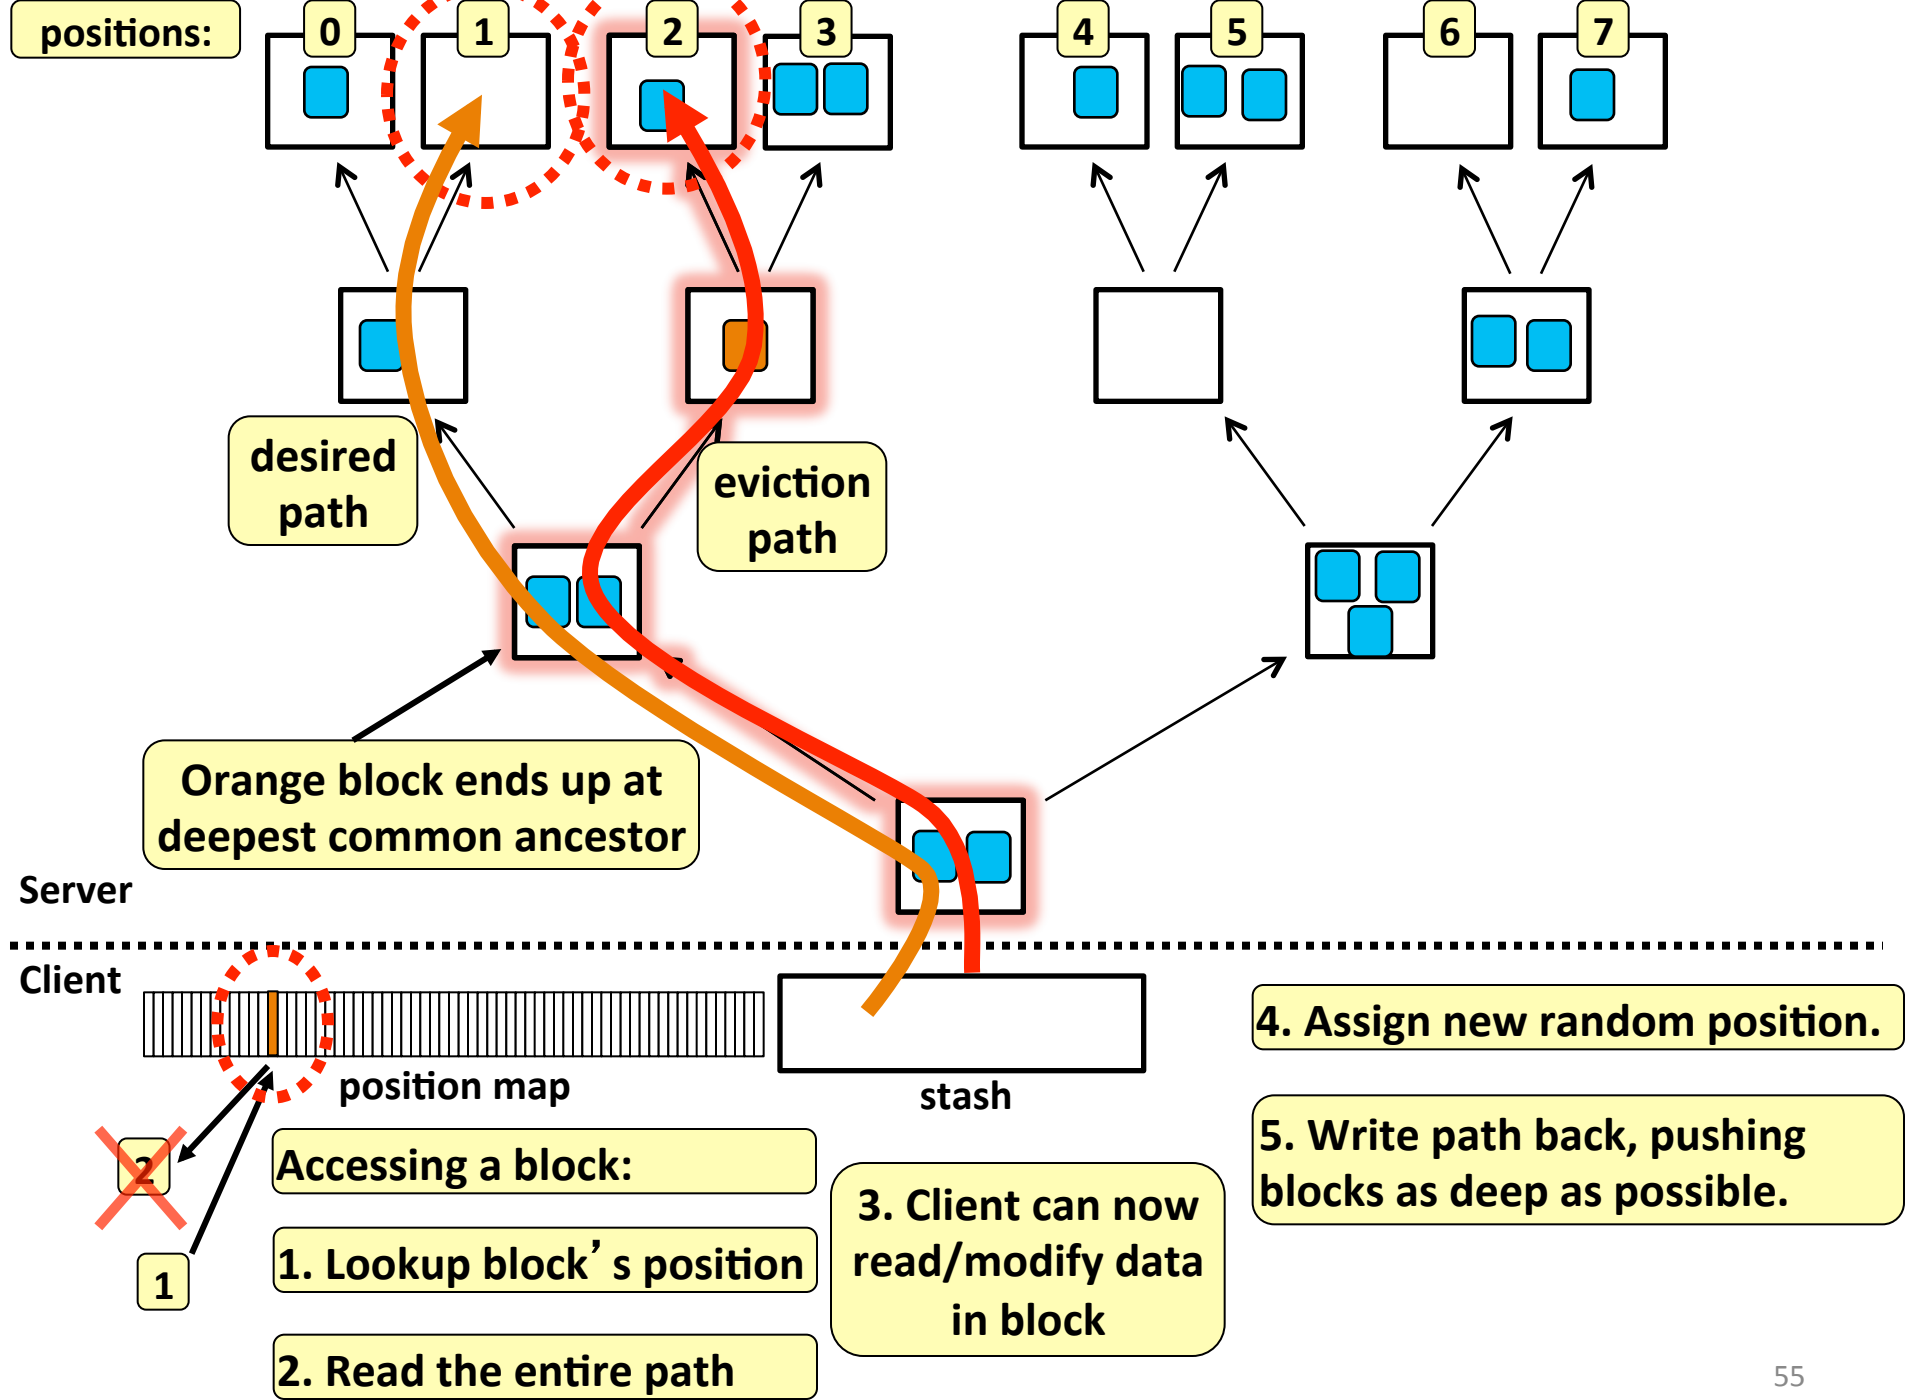 positions:
0
1
2
3
4
5
6
7
desired
path
eviction
path
Orange block ends up at
deepest common ancestor
Server
Client
position map
stash
2
1
Accessing a block:
1. Lookup block’s position
2. Read the entire path
3. Client can now
read/modify data
in block
4. Assign new random position.
5. Write path back, pushing
blocks as deep as possible.
55